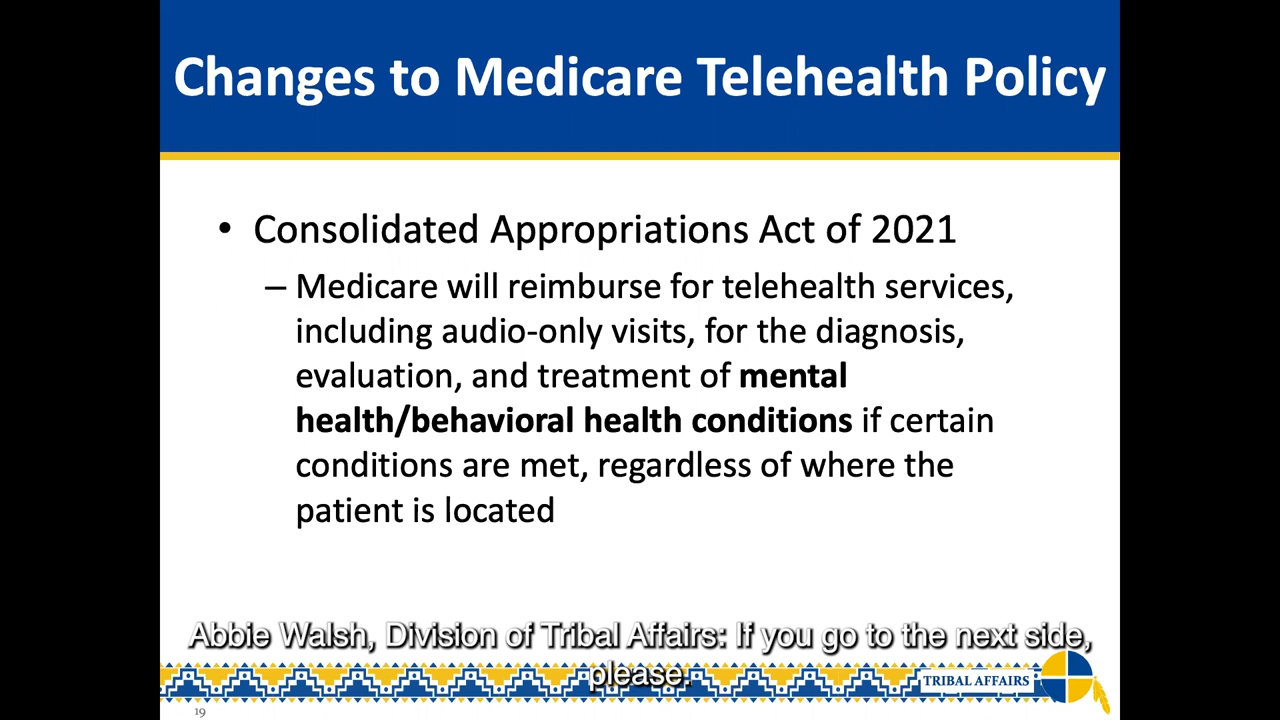 Changes to Medicare Telehealth Policy
• Consolidated Appropriations Act of 2021
– Medicare will reimburse for telehealth services,
including audio-only visits, for the diagnosis,
evaluation, and treatment of mental
health/behavioral health conditions if certain
conditions are met, regardless of where the
patient is located
Abbie Walsh, Division of Tribal Affairs: If you go to the next side,
please.
TRIBAL AFFAIRS
19